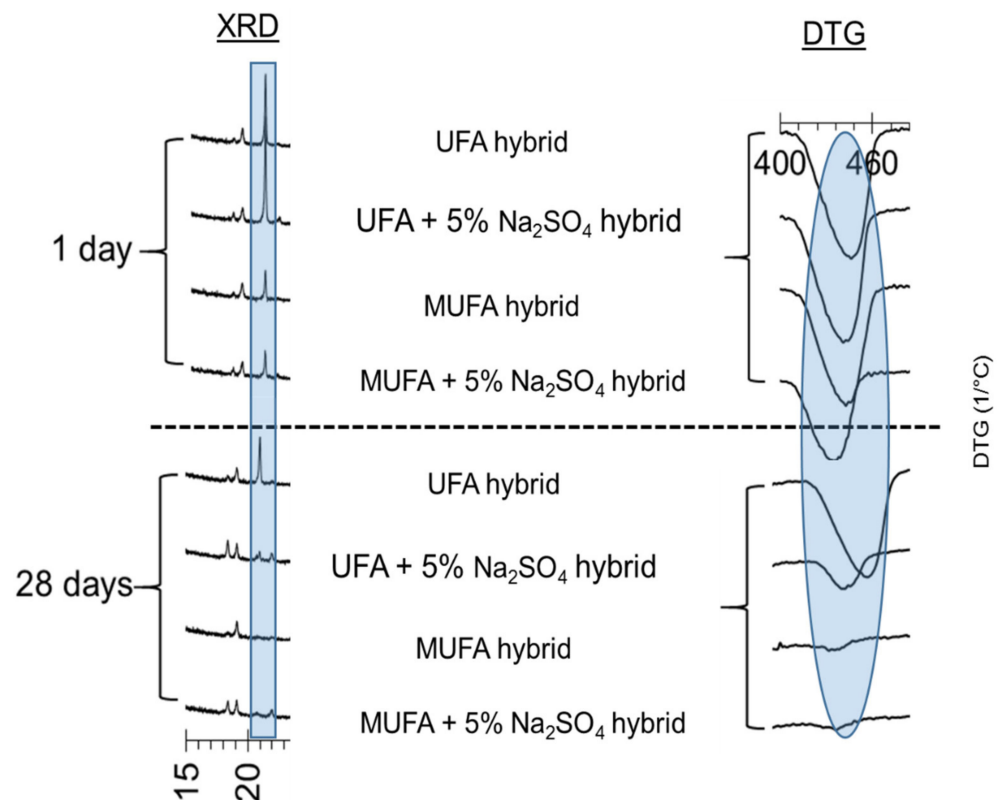 XRD
DTG
400 460
1 day
UFA hybrid
UFA + 5% Na₂SO₄ hybrid
MUFA hybrid
MUFA + 5% Na₂SO₄ hybrid
DTG (1/°C)
28 days
UFA hybrid
UFA + 5% Na₂SO₄ hybrid
MUFA hybrid
MUFA + 5% Na₂SO₄ hybrid
15 20